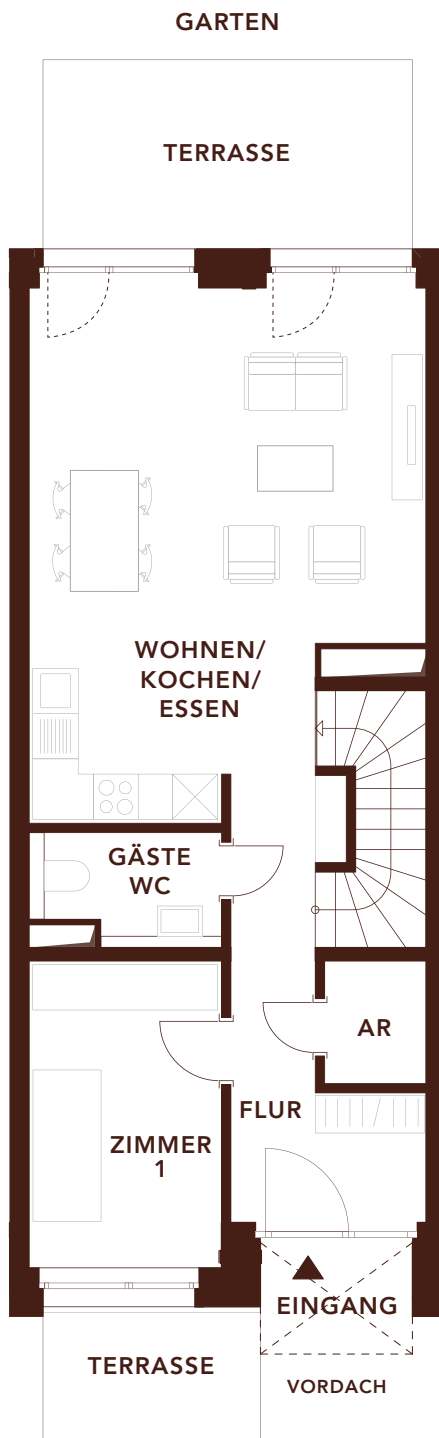 GARTEN
TERRASSE
WOHNEN/
KOCHEN/
ESSEN
GÄSTE
WC
AR
FLUR
ZIMMER
1
EINGANG
TERRASSE
VORDACH